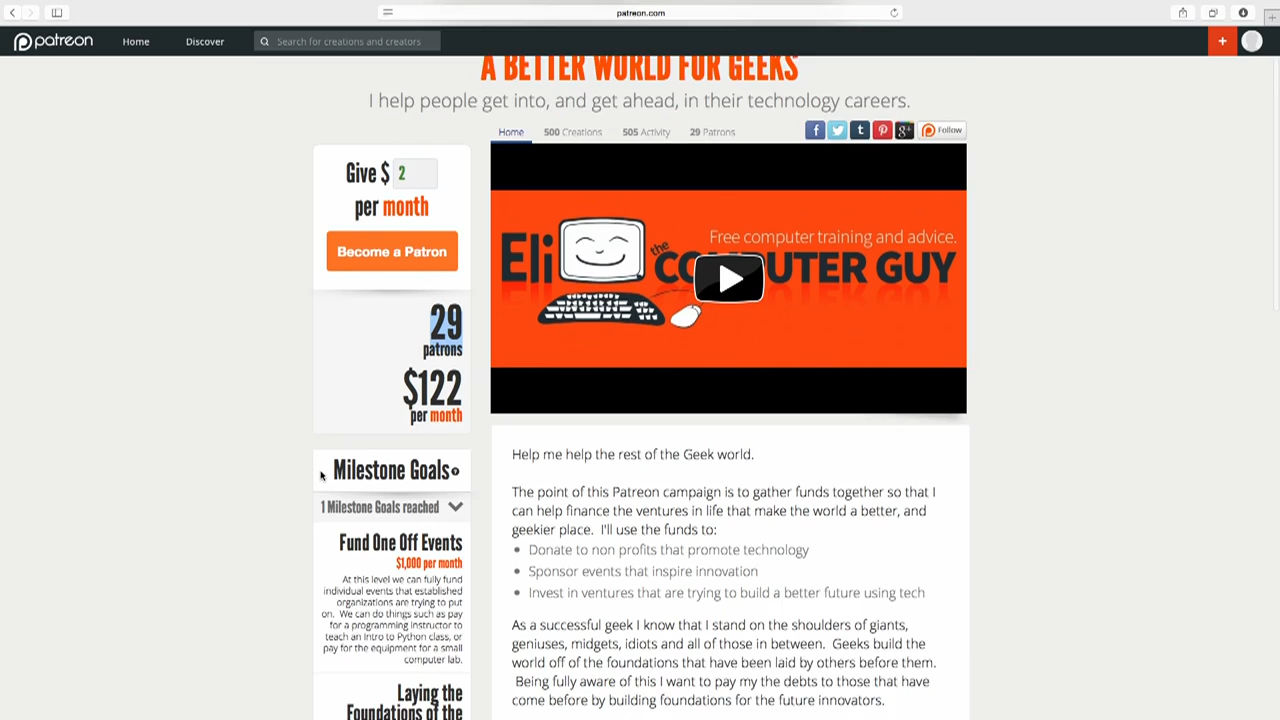 patreon.com
patreon
Home
Discover
Search for creations and creators
+
A BETTER WORLD FOR GEEKS
I help people get into, and get ahead, in their technology careers.
Home
500 Creations
505 Activity
29 Patrons
f
t
g+
Follow
Give $ 2
per month
Become a Patron
29
patrons
$122
per month
Milestone Goals
1 Milestone Goals reached
Fund One Off Events
$1,000 per month
At this level we can fully fund
individual events that established
organizations are trying to put
on. We can do things such as pay
for a programming instructor to
teach an Intro to Python class, or
pay for the equipment for a small
computer lab.
Laying the
Foundations of the
Free computer training and advice.
Eli the COMPUTER GUY
Help me help the rest of the Geek world.
The point of this Patreon campaign is to gather funds together so that I
can help finance the ventures in life that make the world a better, and
geekier place. I'll use the funds to:
• Donate to non profits that promote technology
• Sponsor events that inspire innovation
• Invest in ventures that are trying to build a better future using tech
As a successful geek I know that I stand on the shoulders of giants,
geniuses, midgets, idiots and all of those in between. Geeks build the
world off of the foundations that have been laid by others before them.
Being fully aware of this I want to pay my the debts to those that have
come before by building foundations for the future innovators.